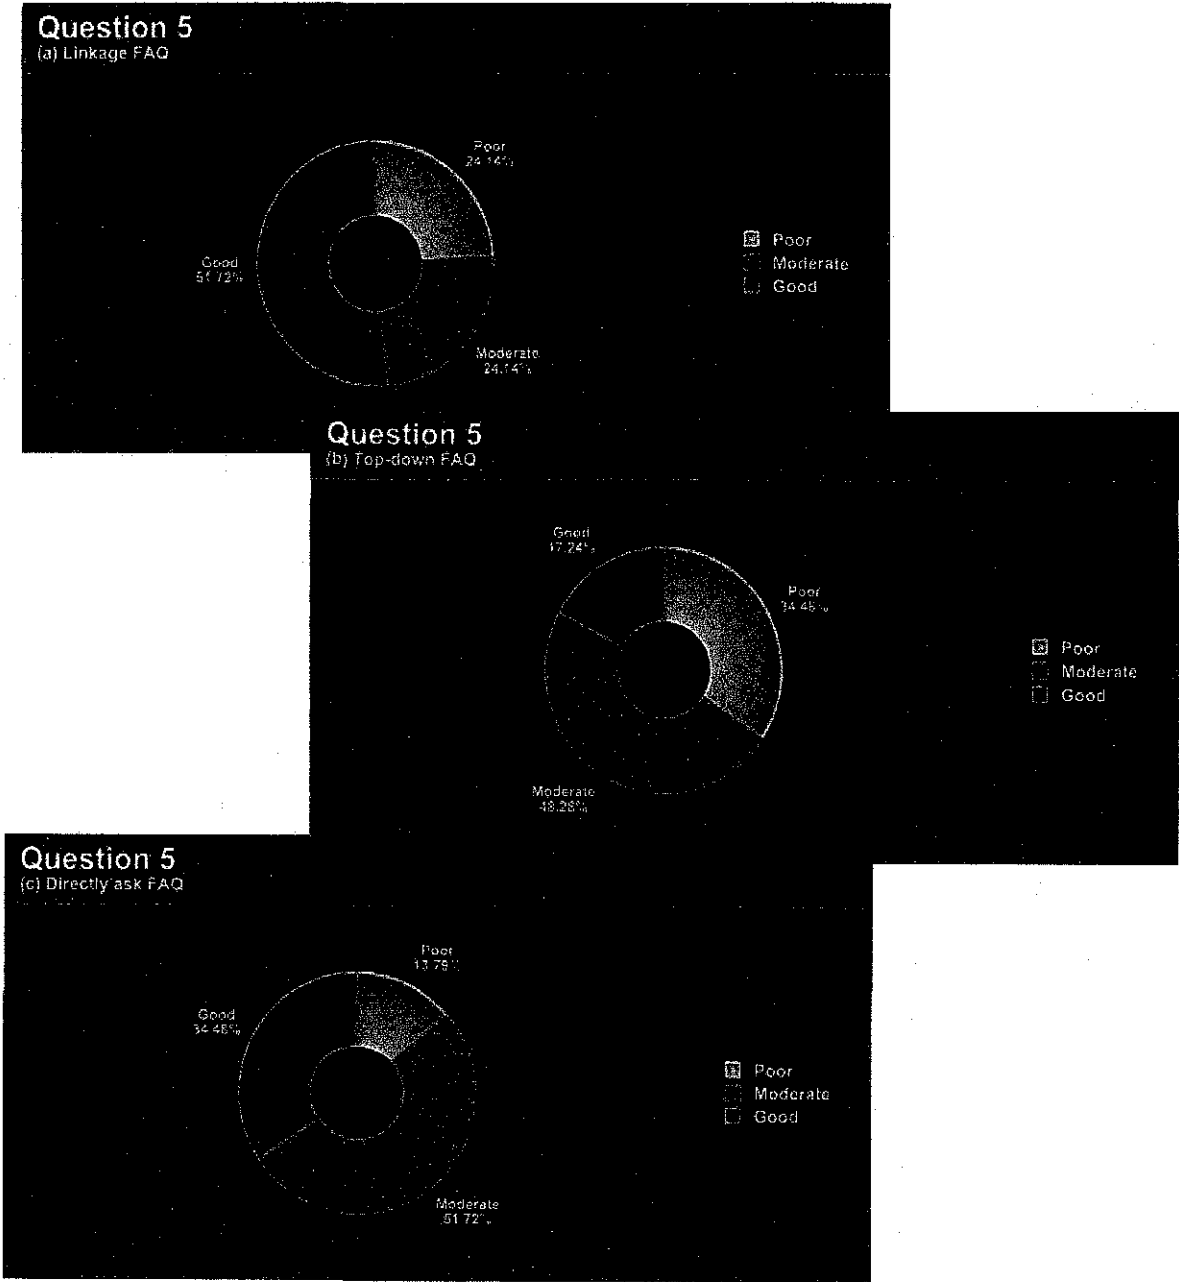 Question 5
(a) Linkage FAQ
Poor
24.14%
Good
51.72%
Moderate
24.14%
Poor
Moderate
Good
Question 5
(b) Top-down FAQ
Good
17.24%
Poor
34.48%
Moderate
48.28%
Poor
Moderate
Good
Question 5
(c) Directly ask FAQ
Poor
13.79%
Good
34.48%
Moderate
51.72%
Poor
Moderate
Good